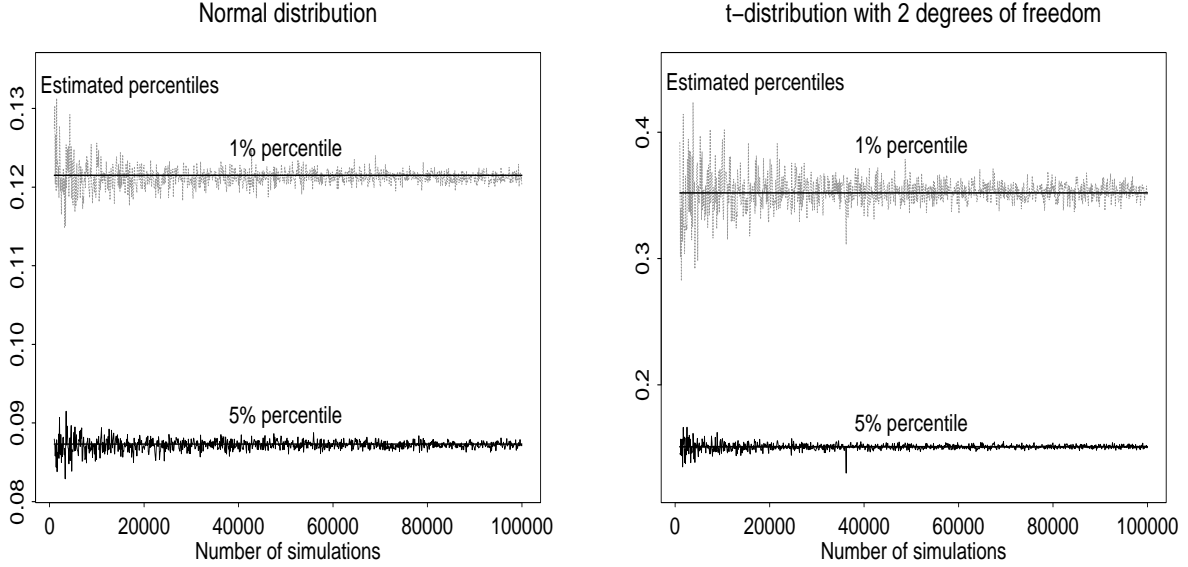 Normal distribution
Estimated percentiles
1% percentile
5% percentile
0.13
0.12
0.11
0.10
0.09
0.08
0 20000 40000 60000 80000 100000
Number of simulations
t−distribution with 2 degrees of freedom
Estimated percentiles
1% percentile
5% percentile
0.4
0.3
0.2
0 20000 40000 60000 80000 100000
Number of simulations